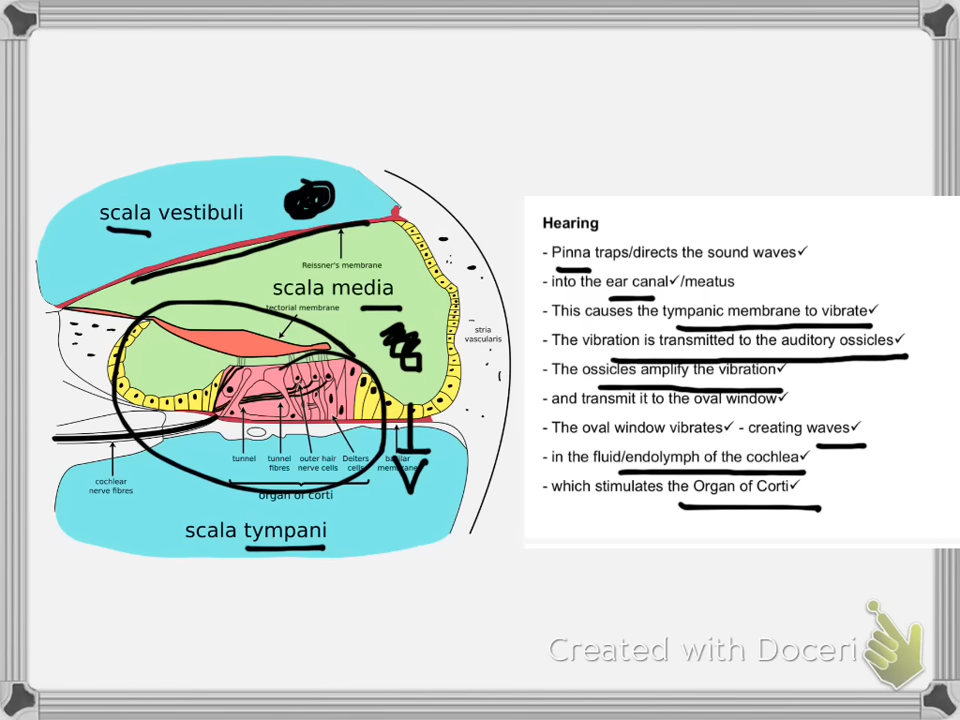 scala vestibuli
Reissner's membrane
scala media
tectorial membrane
stria
vascularis
tunnel
tunnel
fibres
outer hair
nerve cells
Deiters
cells
basilar
membrane
cochlear
nerve fibres
organ of corti
scala tympani
Hearing
- Pinna traps/directs the sound waves✓
- into the ear canal✓/meatus
- This causes the tympanic membrane to vibrate✓
- The vibration is transmitted to the auditory ossicles✓
- The ossicles amplify the vibration✓
- and transmit it to the oval window✓
- The oval window vibrates✓ - creating waves✓
- in the fluid/endolymph of the cochlea✓
- which stimulates the Organ of Corti✓
Created with Doceri